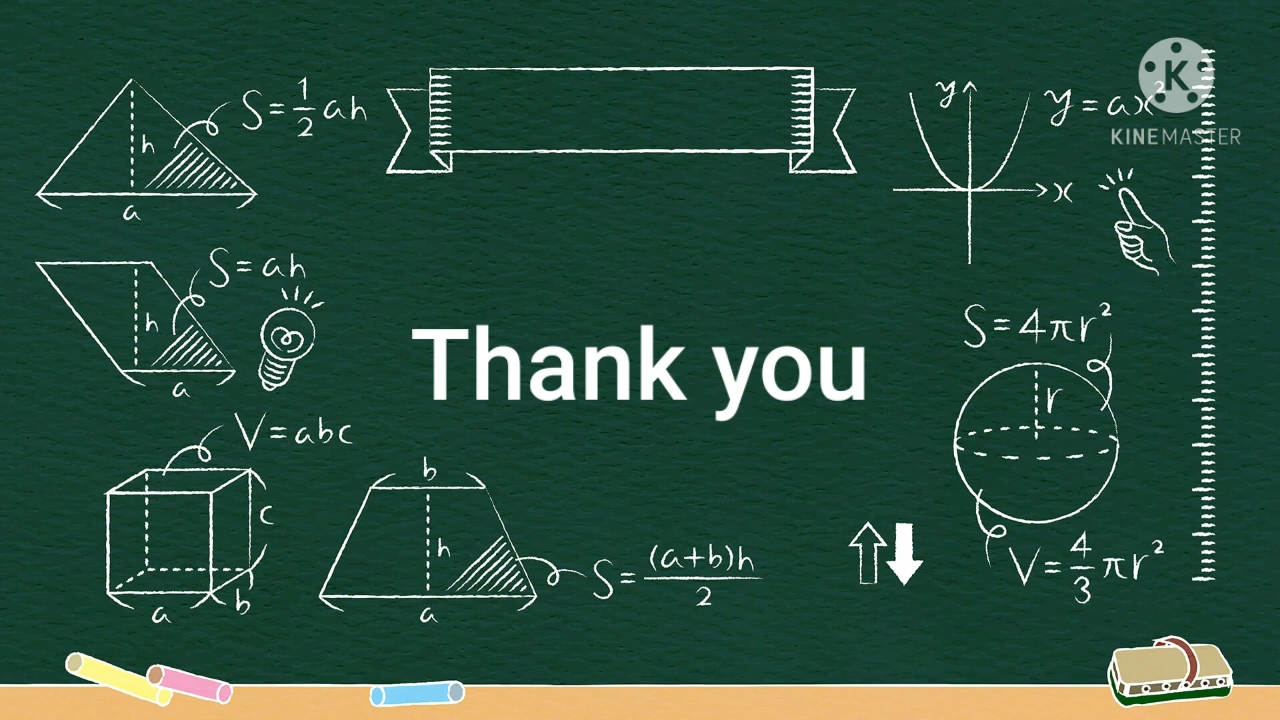 S=1/2 ah
h
a
y
y=ax²
x
KINEMASTER
K
S=ah
h
a
Thank you
S=4πr²
r
V=4/3 πr²
V=abc
c
a
b
b
h
a
S=(a+b)h/2